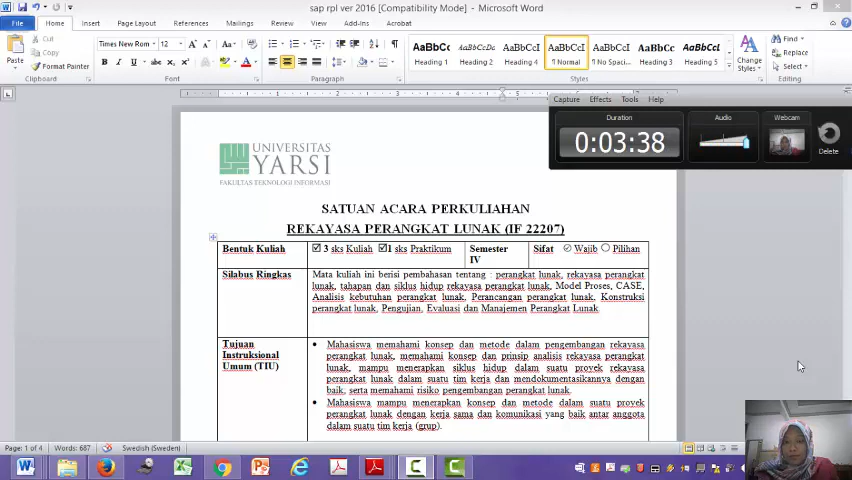 sap rpl ver 2016 [Compatibility Mode] - Microsoft Word
File Home Insert Page Layout References Mailings Review View Add-Ins Acrobat
Cut
Copy
Format Painter
Paste
Clipboard
Times New Rom 12
Font
Paragraph
AaBbCc Heading 1
AaBbCcDc Heading 2
AaBbCcI Heading 4
AaBbCcI ¶ Normal
AaBbCcI ¶ No Spaci...
AaBbCc Heading 3
AaBbCcL Heading 5
Change Styles
Styles
Find
Replace
Select
Editing
Capture Effects Tools Help
Duration
0:03:38
Audio
Webcam
Delete
UNIVERSITAS
YARSI
FAKULTAS TEKNOLOGI INFORMASI
SATUAN ACARA PERKULIAHAN
REKAYASA PERANGKAT LUNAK (IF 22207)
Bentuk Kuliah 3 sks Kuliah 1 sks Praktikum Semester IV Sifat Wajib Pilihan
Silabus Ringkas
Mata kuliah ini berisi pembahasan tentang : perangkat lunak, rekayasa perangkat
lunak, tahapan dan siklus hidup rekayasa perangkat lunak, Model Proses, CASE,
Analisis kebutuhan perangkat lunak, Perancangan perangkat lunak, Konstruksi
perangkat lunak, Pengujian, Evaluasi dan Manajemen Perangkat Lunak
Tujuan
Instruksional
Umum (TIU)
• Mahasiswa memahami konsep dan metode dalam pengembangan rekayasa
perangkat lunak, memahami konsep dan prinsip analisis rekayasa perangkat
lunak, mampu menerapkan siklus hidup dalam suatu proyek rekayasa
perangkat lunak dalam suatu tim kerja dan mendokumentasikannya dengan
baik, serta memahami risiko pengembangan perangkat lunak.
• Mahasiswa mampu menerapkan konsep dan metode dalam suatu proyek
perangkat lunak dengan kerja sama dan komunikasi yang baik antar anggota
dalam suatu tim kerja (grup).
Page: 1 of 4 Words: 687 Swedish (Sweden)